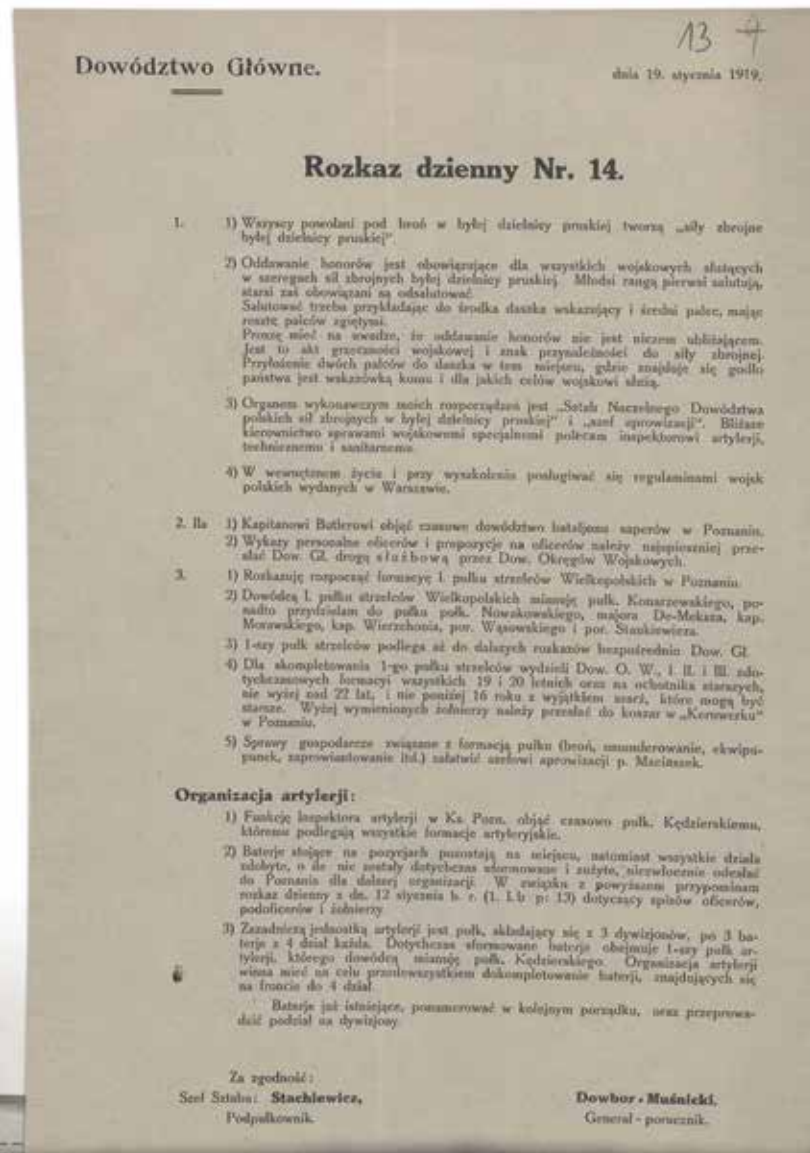 13 7
Dowództwo Główne.
dnia 19. stycznia 1919.
Rozkaz dzienny Nr. 14.
1. 1) Wszyscy powołani pod broń w byłej dzielnicy pruskiej tworzą „siły zbrojne
byłej dzielnicy pruskiej".
2) Oddawanie honorów jest obowiązujące dla wszystkich wojskowych służących
w szeregach sił zbrojnych byłej dzielnicy pruskiej. Młodsi rangą pierwsi salutują,
starsi zaś obowiązani są odsalutować.
Salutować trzeba przykładając do środka daszka wskazujący i średni palec, mając
resztę palców zgiętymi.
Proszę mieć na uwadze, że oddawanie honorów nie jest niczem ubliżającem.
Jest to akt grzeczności wojskowej i znak przynależności do siły zbrojnej.
Przyłożenie dwóch palców do daszka w tem miejscu, gdzie znajduje się godło
państwa jest wskazówką komu i dla jakich celów wojskowi służą.
3) Organem wykonawczym moich rozporządzeń jest „Sztab Naczelnego Dowództwa
polskich sił zbrojnych w byłej dzielnicy pruskiej" i „szef aprowizacji". Bliższe
kierownictwo sprawami wojskowemi specjalnemi polecam inspektorowi artylerji,
technicznemu i sanitarnemu.
4) W wewnętrznem życiu i przy wyszkoleniu posługiwać się regulaminami wojsk
polskich wydanych w Warszawie.
2. IIa 1) Kapitanowi Butlerowi objąć czasowe dowództwo bataljonu saperów w Poznaniu.
2) Wykazy personalne oficerów i propozycje na oficerów należy najspieszniej prze-
słać Dow. Gł. drogą służbową przez Dow. Okręgów Wojskowych.
3. 1) Rozkazuję rozpocząć formacyę I. pułku strzelców Wielkopolskich w Poznaniu.
2) Dowódcą I. pułku strzelców Wielkopolskich mianuję pułk. Konarzewskiego, po-
nadto przydzielam do pułku połk. Nowakowskiego, majora De-Mekaza, kap.
Morawskiego, kap. Wierzchonia, por. Wąsowskiego i por. Stankiewicza.
3) 1-szy pułk strzelców podlega aż do dalszych rozkazów bezpośrednio Dow. Gł.
4) Dla skompletowania 1-go pułku strzelców wydzieli Dow. O. W., I. II. i III. zdo-
tychczasowych formacyi wszystkich 19 i 20 letnich oraz na ochotnika starszych,
nie wyżej nad 22 lat, i nie poniżej 16 roku z wyjątkiem szarż, które mogą być
starsze. Wyżej wymienionych żołnierzy należy przesłać do koszar w „Kernwerku"
w Poznaniu.
5) Sprawy gospodarcze związane z formacją pułku (broń, umunderowanie, ekwipu-
punek, zaprowiantowanie itd.) załatwić szefowi aprowizacji p. Maciaszek.
Organizacja artylerji:
1) Funkcję Inspektora artylerji w Ks. Pozn. objąć czasowo pułk. Kędzierskiemu,
któremu podlegają wszystkie formacje artyleryjskie.
2) Baterje stojące na pozycjach pozostają na miejscu, natomiast wszystkie działa
zdobyte, o ile nie zostały dotychczas sformowane i zużyte, niezwłocznie odesłać
do Poznania dla dalszej organizacji. W związku z powyższem przypominam
rozkaz dzienny z dn. 12 stycznia b. r. (1. I.b p: 13) dotyczący spisów oficerów,
podoficerów i żołnierzy.
3) Zazadniczą jednostką artylerji jest pułk, składający się z 3 dywizjonów, po 3 ba-
terje z 4 dział każda. Dotychczas sformowane baterje obejmuje 1-szy pułk ar-
tylerji, którego dowódcą mianuję pułk. Kędzierskiego. Organizacja artylerji
winna mieć na celu przedewszystkiem dokompletowanie baterji, znajdujących się
na froncie do 4 dział.
Baterje już istniejące, ponumerować w kolejnym porządku, oraz przeprowa-
dzić podział na dywizjony.
Za zgodność:
Szef Sztabu: Stachiewicz,
Podpułkownik.
Dowbor-Muśnicki,
Generał-porucznik.